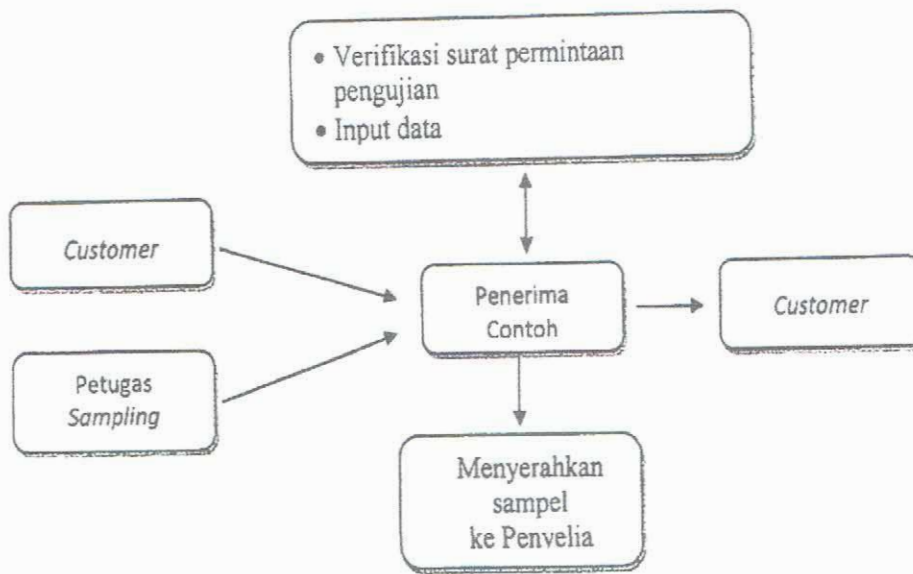 • Verifikasi surat permintaan
pengujian
• Input data
Customer
Penerima
Contoh
Customer
Petugas
Sampling
Menyerahkan
sampel
ke Penyelia